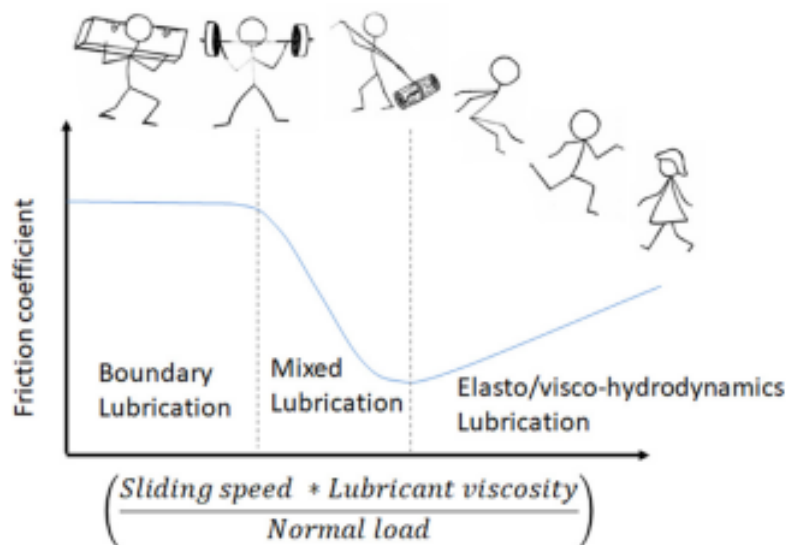 Friction coefficient
Boundary
Lubrication
Mixed
Lubrication
Elasto/visco-hydrodynamics
Lubrication
(Sliding speed * Lubricant viscosity
Normal load)